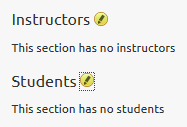 Instructors
This section has no instructors
Students
This section has no students